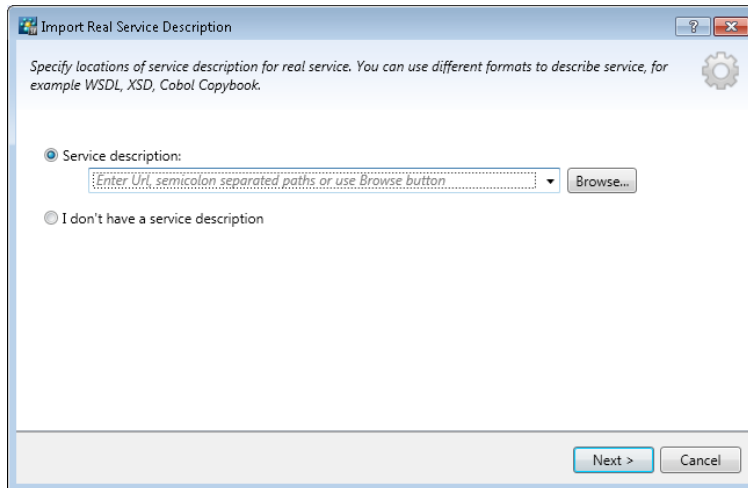 Import Real Service Description
?
Specify locations of service description for real service. You can use different formats to describe service, for
example WSDL, XSD, Cobol Copybook.
Service description:
Enter Url, semicolon separated paths or use Browse button
Browse...
I don't have a service description
Next >
Cancel